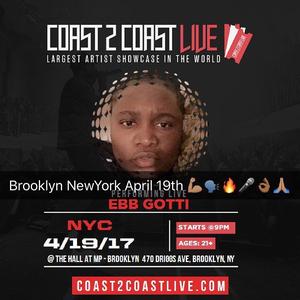 COAST 2 COAST LIVE
LARGEST ARTIST SHOWCASE IN THE WORLD
Brooklyn NewYork April 19th 💪🏾🗣🔥🎤👌🏾🙏🏾
PERFORMING LIVE
EBB GOTTI
NYC
4/19/17
STARTS @9PM
AGES: 21+
@ THE HALL AT MP - BROOKLYN 470 DRIGGS AVE, BROOKLYN, NY
COAST2COASTLIVE.COM